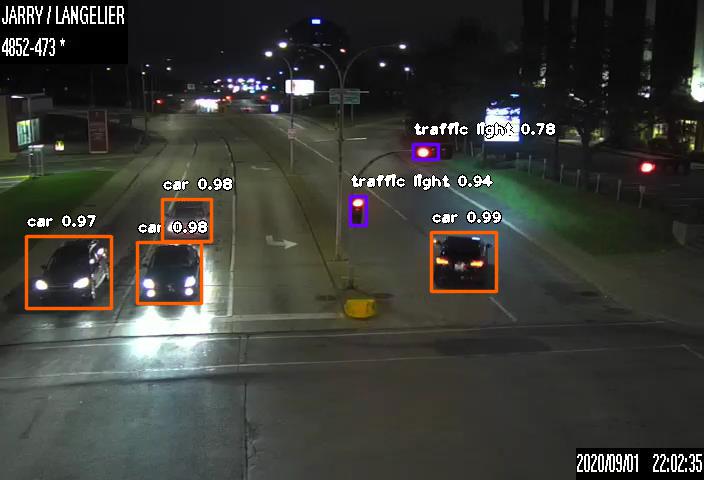 JARRY / LANGELIER
4852-473 *
traffic light 0.78
traffic light 0.94
car 0.98
car 0.99
car 0.97
car 0.98
2020/09/01 22:02:35